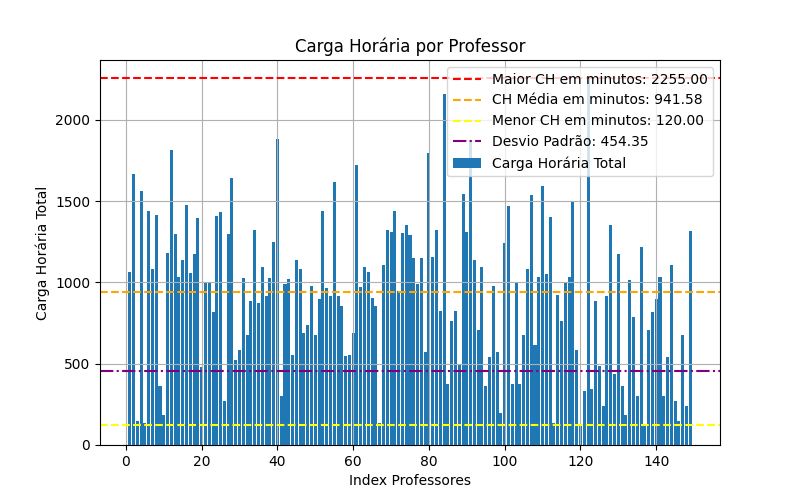 Carga Horária por Professor
Maior CH em minutos: 2255.00
CH Média em minutos: 941.58
Menor CH em minutos: 120.00
Desvio Padrão: 454.35
Carga Horária Total
Carga Horária Total
2000
1500
1000
500
0
0 20 40 60 80 100 120 140
Index Professores